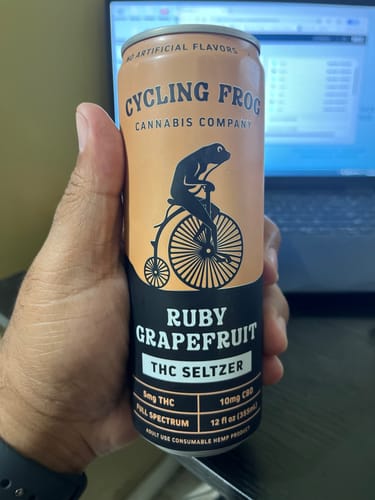 NO ARTIFICIAL FLAVORS
CYCLING FROG
CANNABIS COMPANY
RUBY
GRAPEFRUIT
THC SELTZER
5mg THC
10mg CBD
FULL SPECTRUM
12 fl oz (355mL)
ADULT USE CONSUMABLE HEMP PRODUCT